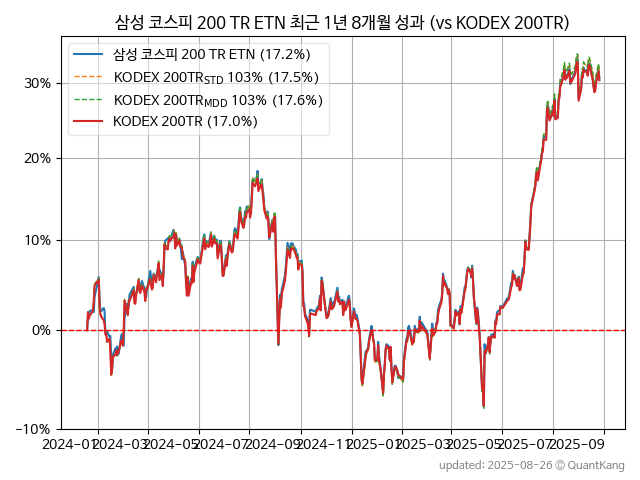 삼성 코스피 200 TR ETN 최근 1년 8개월 성과 (vs KODEX 200TR)
삼성 코스피 200 TR ETN (17.2%)
KODEX 200TRSTD 103% (17.5%)
KODEX 200TRMDD 103% (17.6%)
KODEX 200TR (17.0%)
30%
20%
10%
0%
−10%
2024-01 2024-03 2024-05 2024-07 2024-09 2024-11 2025-01 2025-03 2025-05 2025-07 2025-09
updated: 2025-08-26 © QuantKang